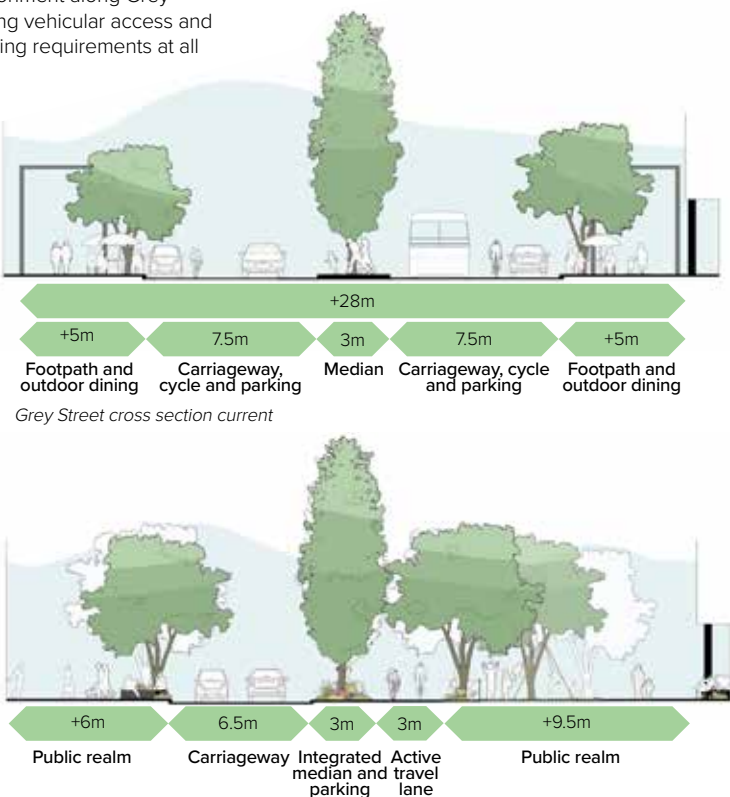 onment along Grey
ng vehicular access and
ing requirements at all
+28m
+5m 7.5m 3m 7.5m +5m
Footpath and outdoor dining
Carriageway, cycle and parking
Median
Carriageway, cycle and parking
Footpath and outdoor dining
Grey Street cross section current
+6m 6.5m 3m 3m +9.5m
Public realm
Carriageway
Integrated median and parking
Active travel lane
Public realm